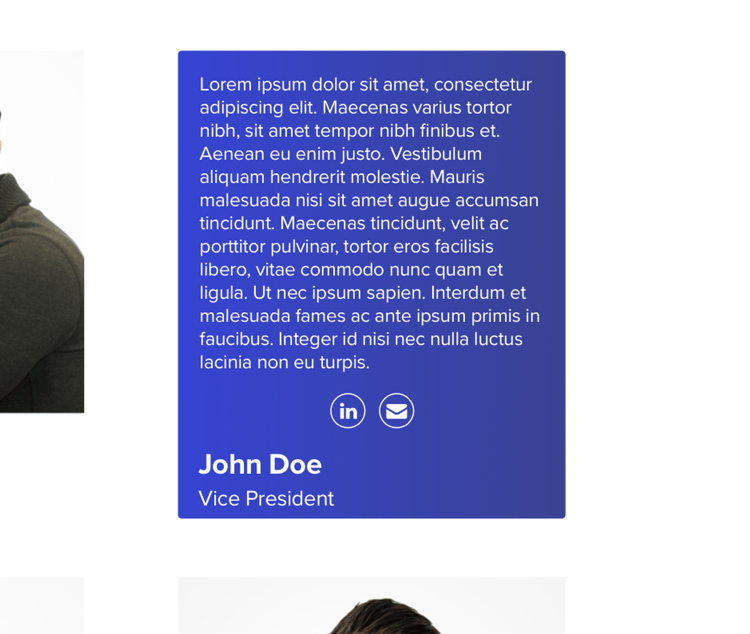 Lorem ipsum dolor sit amet, consectetur
adipiscing elit. Maecenas varius tortor
nibh, sit amet tempor nibh finibus et.
Aenean eu enim justo. Vestibulum
aliquam hendrerit molestie. Mauris
malesuada nisi sit amet augue accumsan
tincidunt. Maecenas tincidunt, velit ac
porttitor pulvinar, tortor eros facilisis
libero, vitae commodo nunc quam et
ligula. Ut nec ipsum sapien. Interdum et
malesuada fames ac ante ipsum primis in
faucibus. Integer id nisi nec nulla luctus
lacinia non eu turpis.
in
John Doe
Vice President